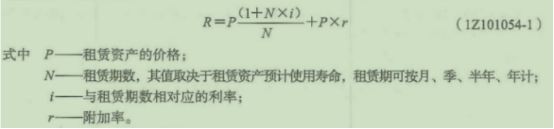 R=P\frac{(1+N×i)}{N}+P×r （1Z101054-1）
式中 P——租赁资产的价格；
N——租赁期数，其值取决于租赁资产预计使用寿命，租赁期可按月、季、半年、年计；
i——与租赁期数相对应的利率；
r——附加率。